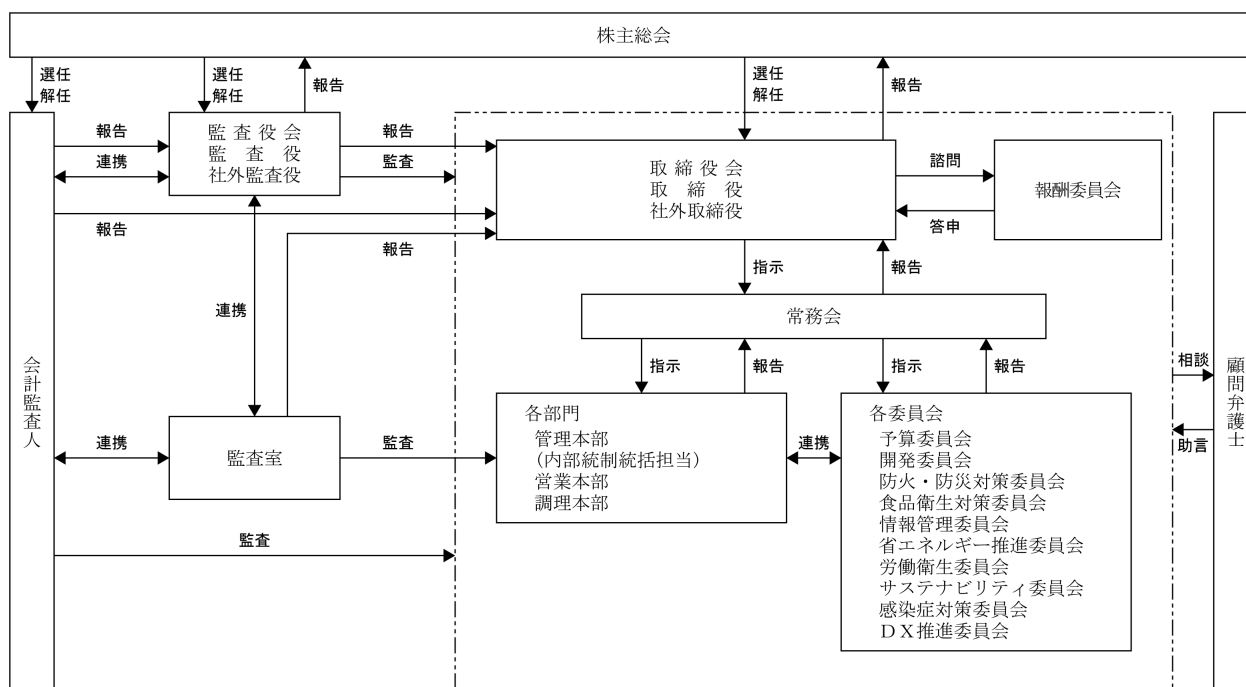 株主総会
選任
解任
選任
解任
報告
選任
解任
報告
会計監査人
報告
連携
監査役会
監査役
社外監査役
報告
監査
取締役会
取締役
社外取締役
諮問
答申
報酬委員会
報告
報告
連携
指示
報告
常務会
指示
報告
指示
報告
相談
助言
顧問弁護士
連携
監査室
監査
各部門
管理本部
(内部統制統括担当)
営業本部
調理本部
連携
各委員会
予算委員会
開発委員会
防火・防災対策委員会
食品衛生対策委員会
情報管理委員会
省エネルギー推進委員会
労働衛生委員会
サステナビリティ委員会
感染症対策委員会
DX推進委員会
監査